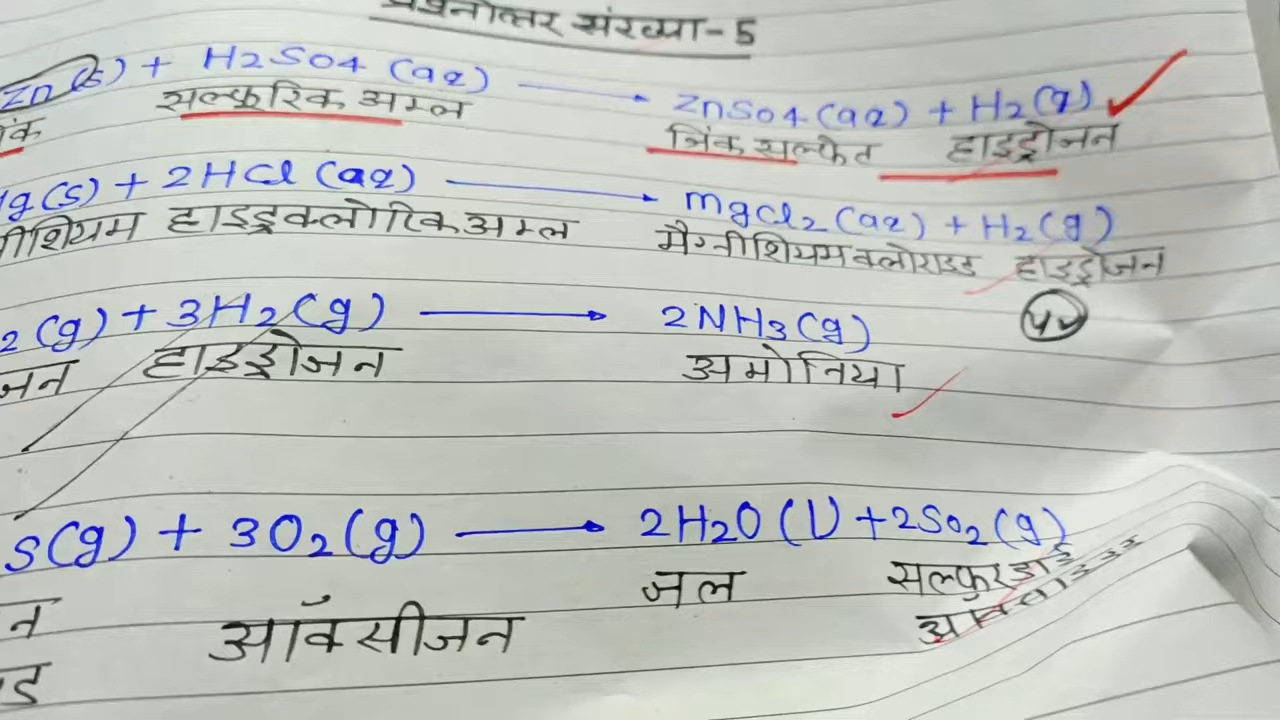 प्रश्नोत्तर संख्या-5
Zn(s) + H2SO4 (aq) → ZnSO4 (aq) + H2(g)
सल्फुरिक अम्ल जिंक सल्फेट हाइड्रोजन
g(s) + 2HCl (aq) → MgCl2 (aq) + H2(g)
हाइड्रक्लोरिक अम्ल मैग्नीशियम क्लोराइड हाइड्रोजन
2(g) + 3H2(g) → 2NH3(g)
जन हाइड्रोजन अमोनिया
S(g) + 3O2(g) → 2H2O(l) + 2SO2(g)
जल सल्फुर डाई
न ऑक्सीजन
ड